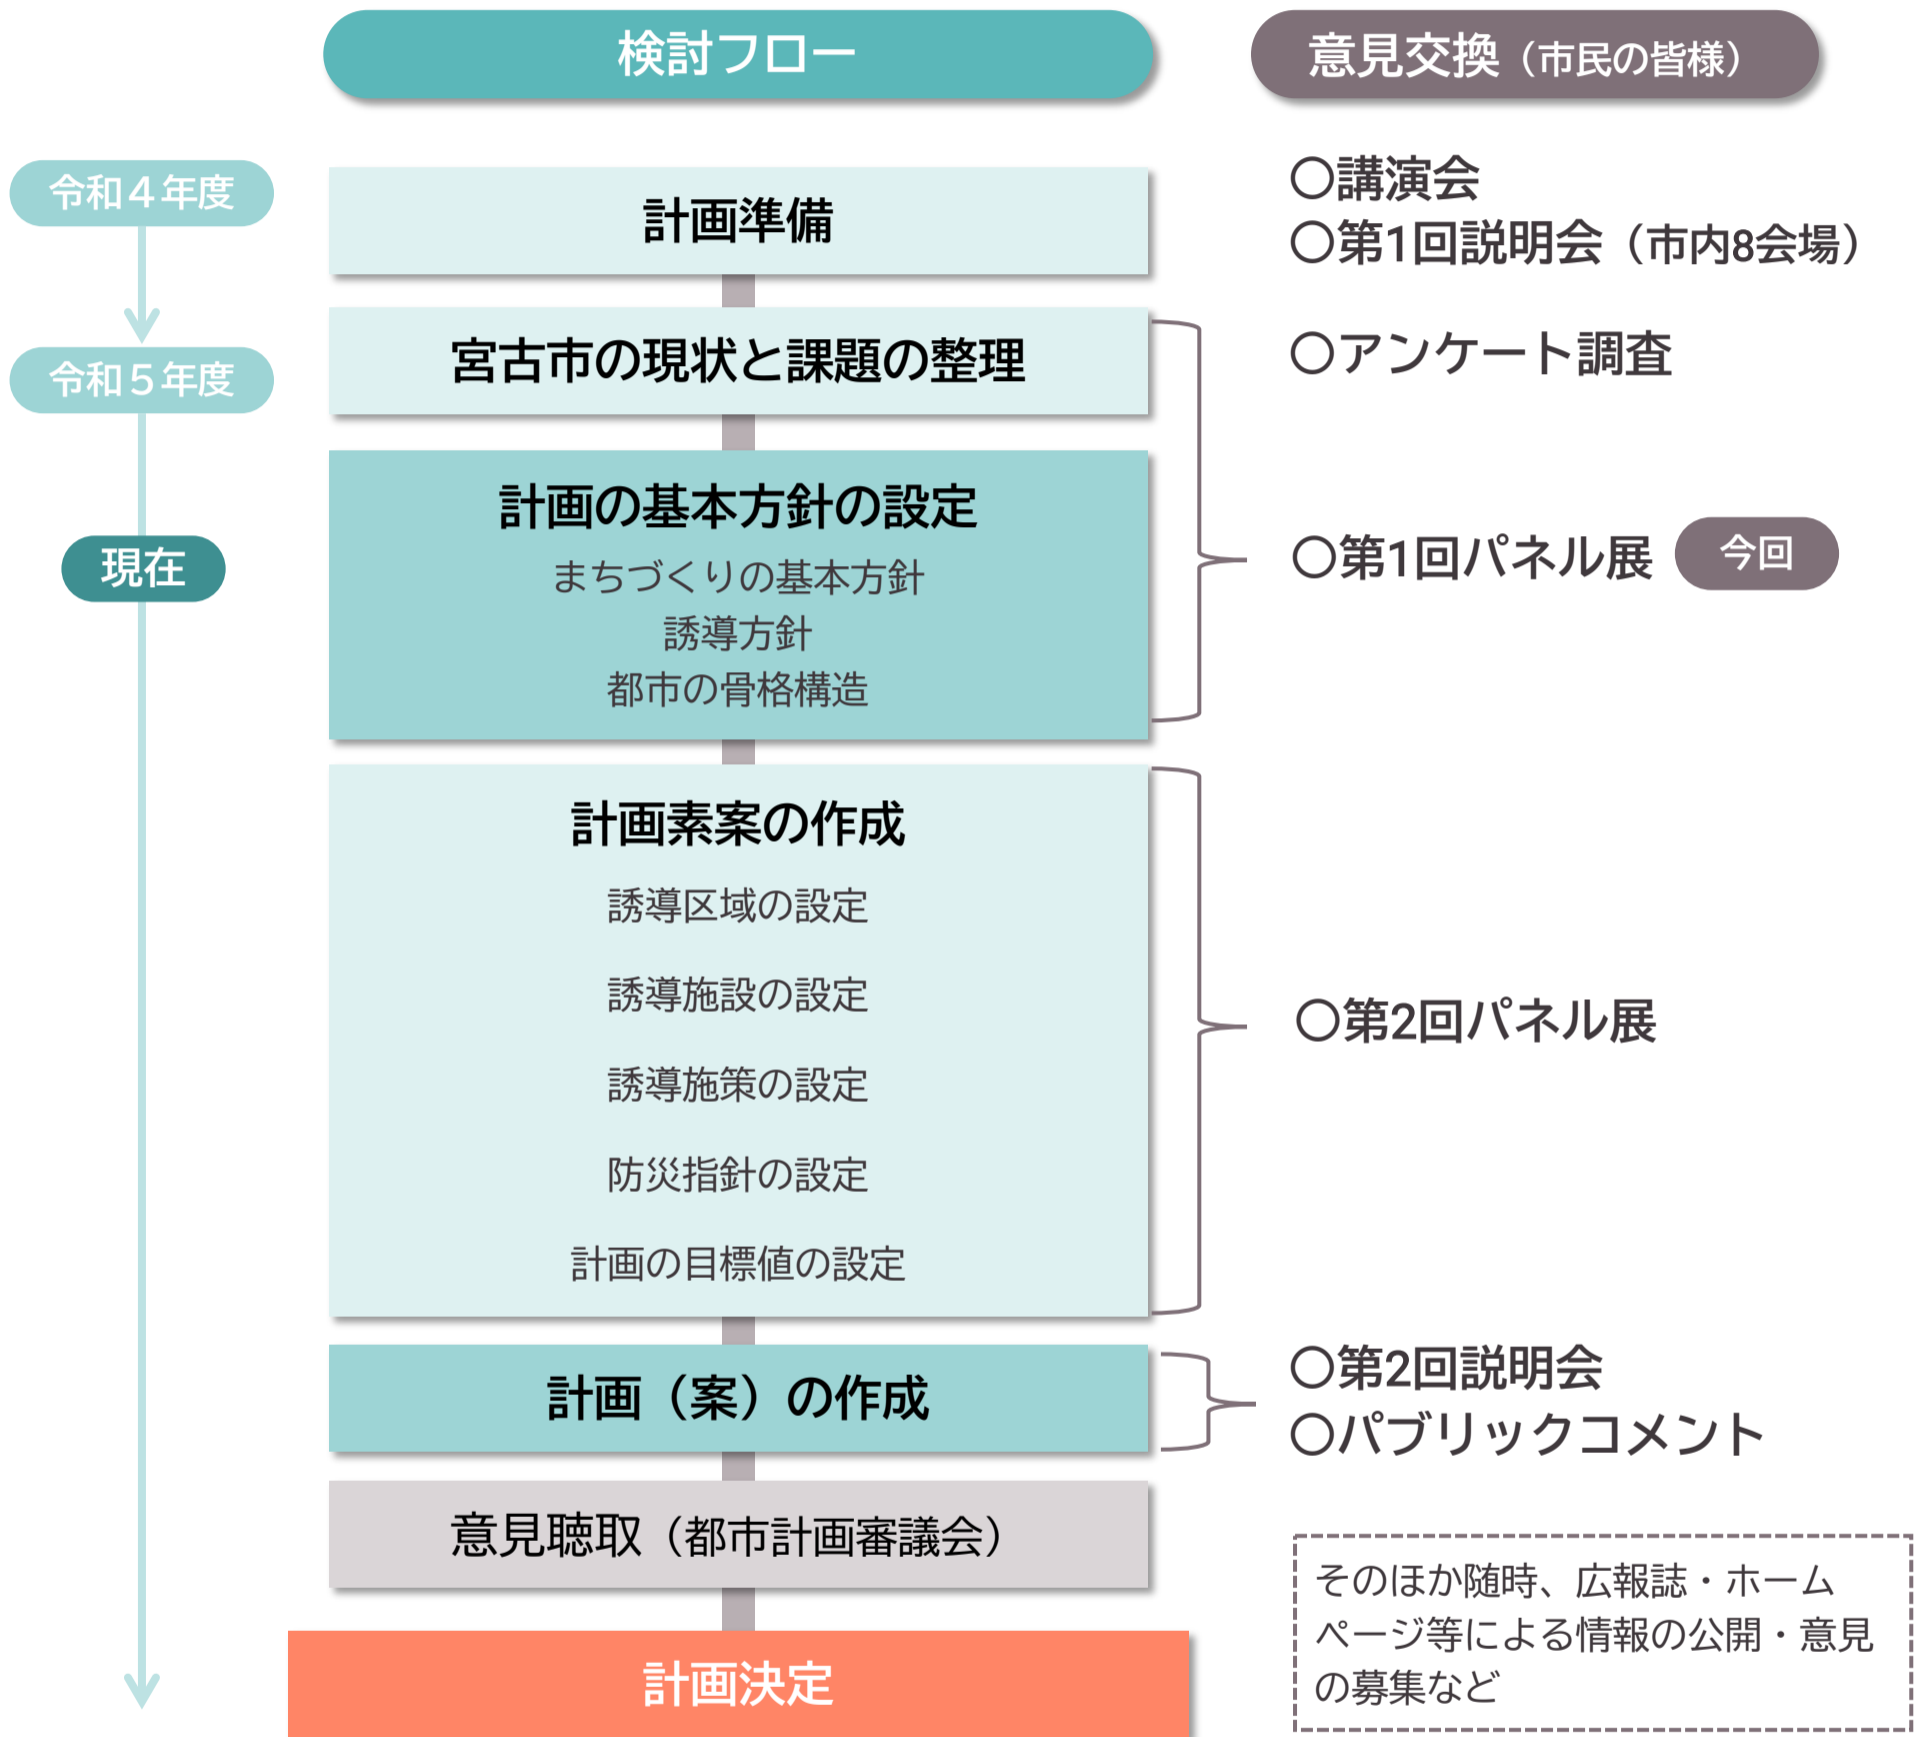 検討フロー
意見交換（市民の皆様）
令和４年度
計画準備
〇講演会
〇第1回説明会（市内8会場）
令和５年度
宮古市の現状と課題の整理
〇アンケート調査
計画の基本方針の設定
まちづくりの基本方針
誘導方針
都市の骨格構造
現在
〇第1回パネル展
今回
計画素案の作成
誘導区域の設定
誘導施設の設定
誘導施策の設定
防災指針の設定
計画の目標値の設定
〇第2回パネル展
計画（案）の作成
〇第2回説明会
〇パブリックコメント
意見聴取（都市計画審議会）
計画決定
そのほか随時、広報誌・ホーム
ページ等による情報の公開・意見
の募集など